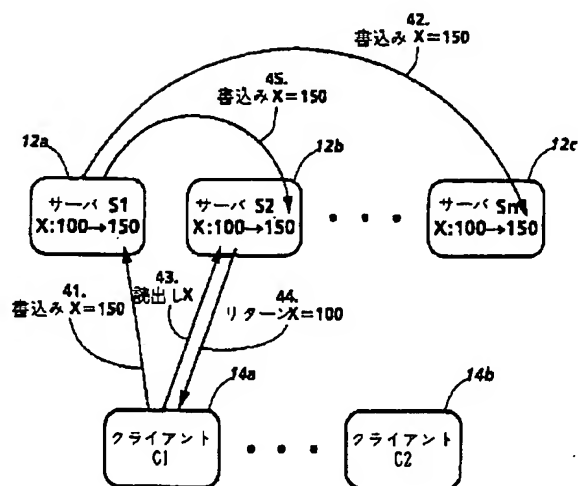 42.
書込み X=150
45.
書込み X=150
12a
12b
12c
サーバ S1
X:100→150
サーバ S2
X:100→150
サーバ Sm
X:100→150
41.
書込み X=150
43.
読出しX
44.
リターンX=100
14a
14b
クライアント
C1
クライアント
C2